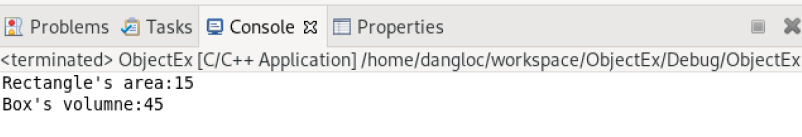 Problems Tasks Console Properties
<terminated> ObjectEx [C/C++ Application] /home/dangloc/workspace/ObjectEx/Debug/ObjectEx
Rectangle's area:15
Box's volumne:45